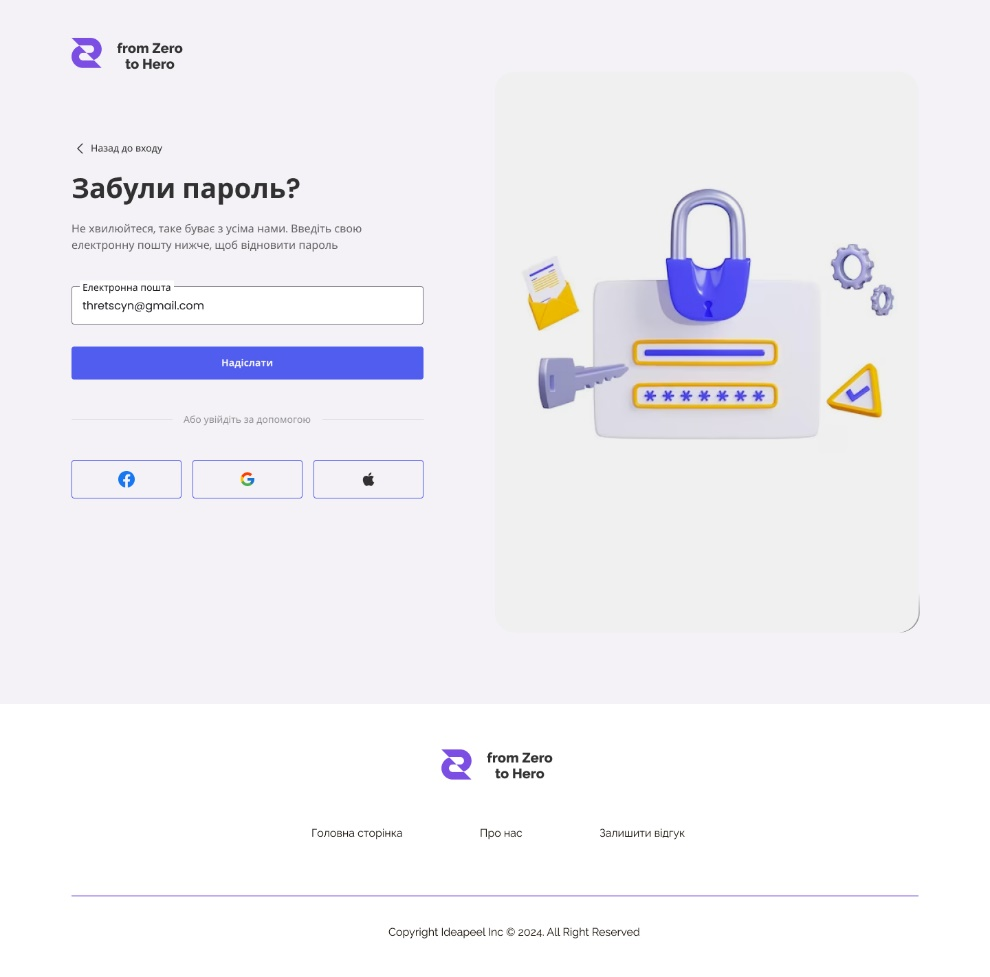 from Zero
to Hero
Назад до входу
Забули пароль?
Не хвилюйтеся, таке буває з усіма нами. Введіть свою
електронну пошту нижче, щоб відновити пароль
Електронна пошта
thretscyn@gmail.com
Надіслати
Або увійдіть за допомогою
*******
from Zero
to Hero
Головна сторінка
Про нас
Залишити відгук
Copyright Ideapeel Inc © 2024. All Right Reserved